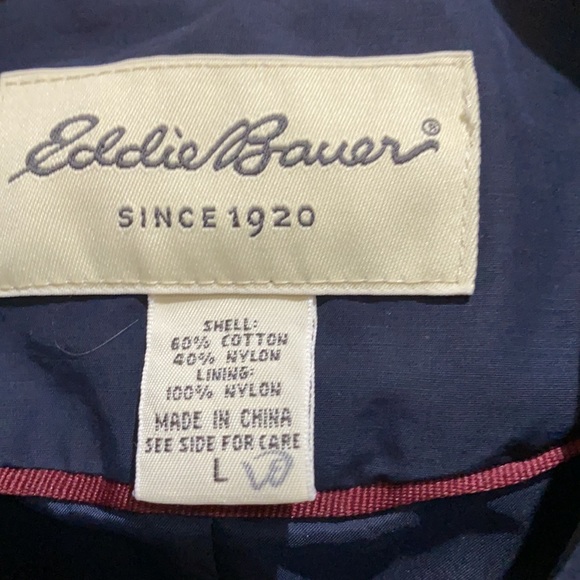 Eddie Bauer®
SINCE 1920
SHELL:
60% COTTON
40% NYLON
LINING:
100% NYLON
MADE IN CHINA
SEE SIDE FOR CARE
L